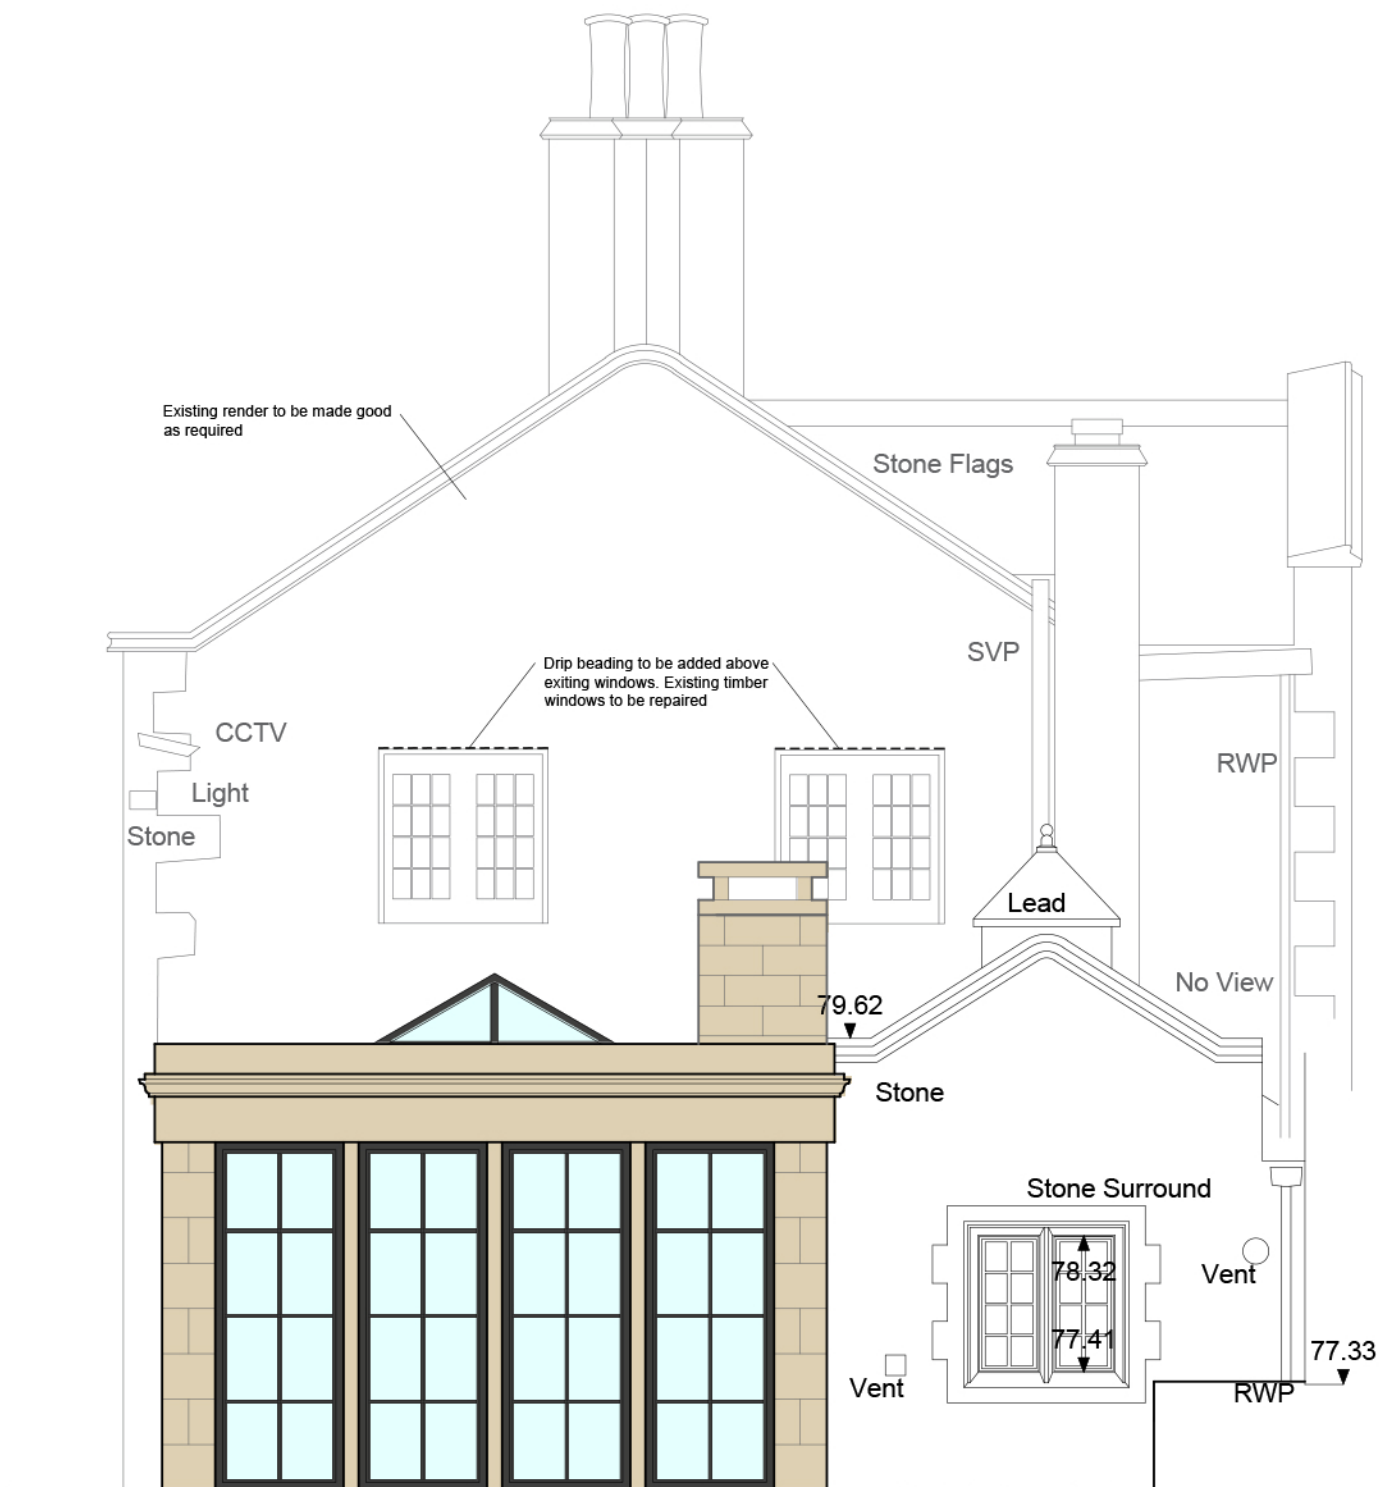 Existing render to be made good
as required
Stone Flags
Drip beading to be added above
exiting windows. Existing timber
windows to be repaired
SVP
CCTV
RWP
Light
Stone
Lead
No View
79.62
Stone
Stone Surround
78.32
Vent
77.41
77.33
Vent
RWP